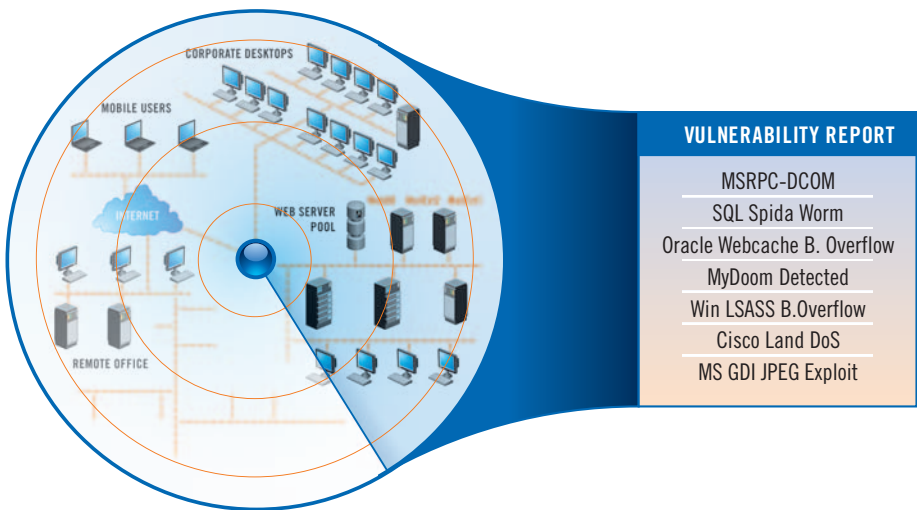 CORPORATE DESKTOPS
MOBILE USERS
INTERNET
WEB SERVER
POOL
REMOTE OFFICE
VULNERABILITY REPORT
MSRPC-DCOM
SQL Spida Worm
Oracle Webcache B. Overflow
MyDoom Detected
Win LSASS B.Overflow
Cisco Land DoS
MS GDI JPEG Exploit